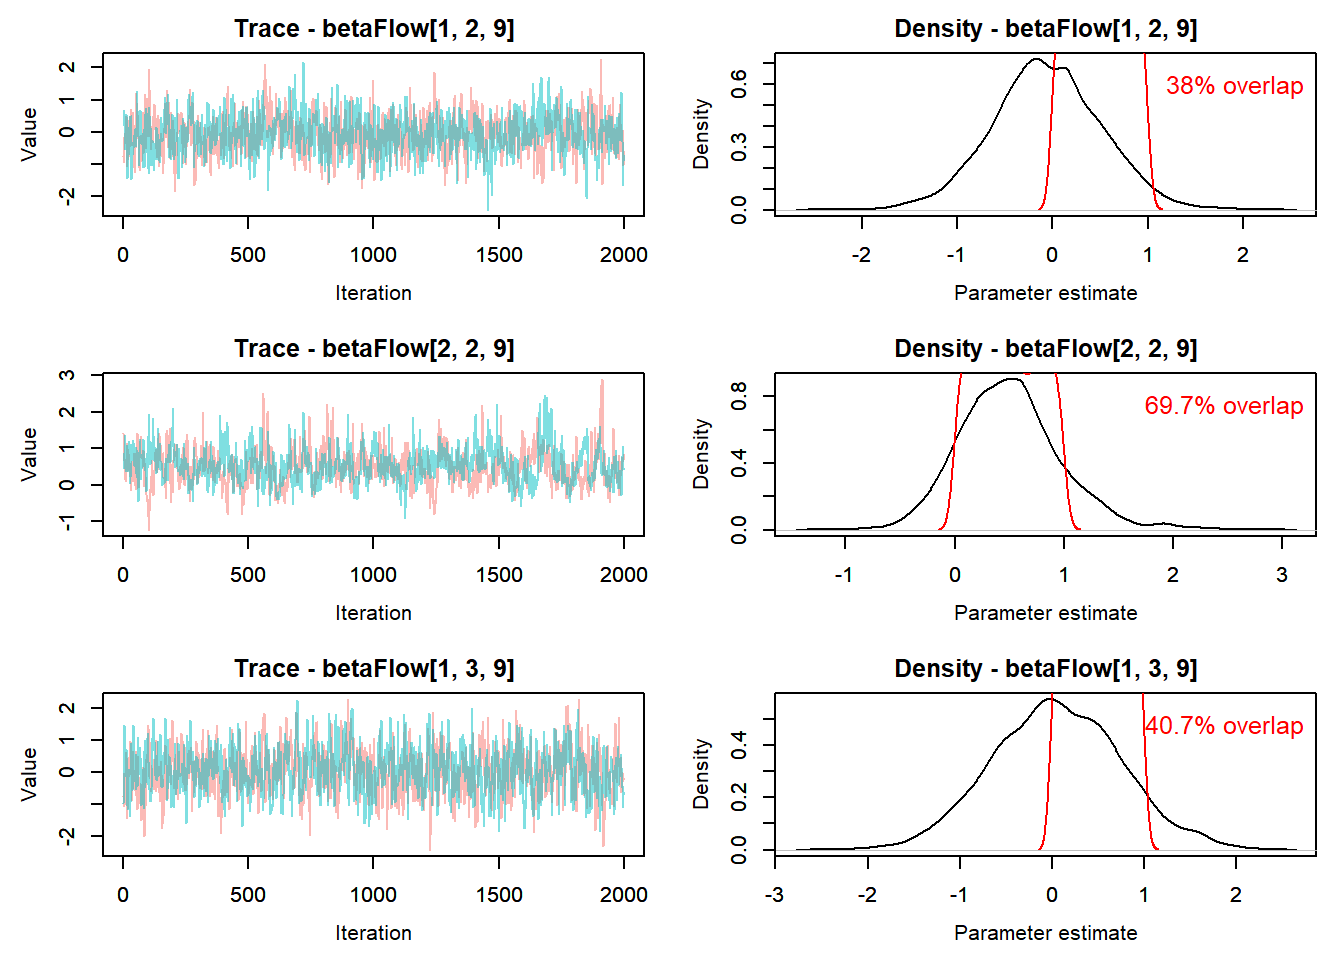 Trace - betaFlow[1, 2, 9]
Value
2
1
0
-2
0
500
1000
1500
2000
Iteration
Density - betaFlow[1, 2, 9]
38% overlap
Density
0.6
0.3
0.0
-2
-1
0
1
2
Parameter estimate
Trace - betaFlow[2, 2, 9]
Value
3
2
1
0
-1
0
500
1000
1500
2000
Iteration
Density - betaFlow[2, 2, 9]
69.7% overlap
Density
0.8
0.4
0.0
-1
0
1
2
3
Parameter estimate
Trace - betaFlow[1, 3, 9]
Value
2
1
0
-2
0
500
1000
1500
2000
Iteration
Density - betaFlow[1, 3, 9]
40.7% overlap
Density
0.4
0.2
0.0
-3
-2
-1
0
1
2
Parameter estimate